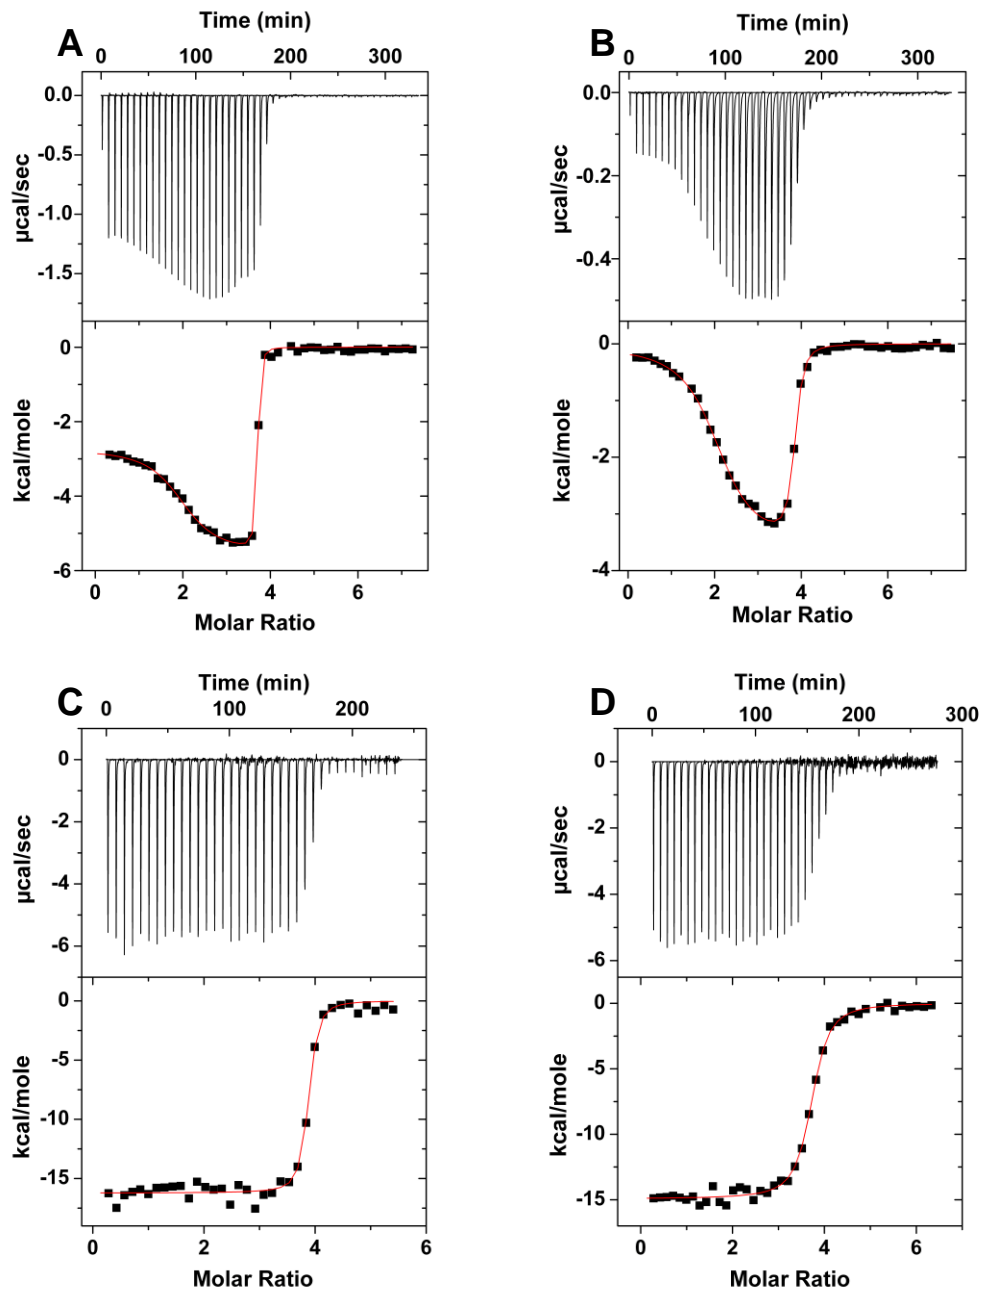 A
Time (min)
0 100 200 300
0.0
-0.5
-1.0
-1.5
µcal/sec
0
-2
-4
-6
kcal/mole
0 2 4 6
Molar Ratio
B
Time (min)
0 100 200 300
0.0
-0.2
-0.4
µcal/sec
0
-2
-4
kcal/mole
0 2 4 6
Molar Ratio
C
Time (min)
0 100 200
0
-2
-4
-6
µcal/sec
0
-5
-10
-15
kcal/mole
0 2 4 6
Molar Ratio
D
Time (min)
0 100 200 300
0
-2
-4
-6
µcal/sec
0
-5
-10
-15
kcal/mole
0 2 4 6
Molar Ratio